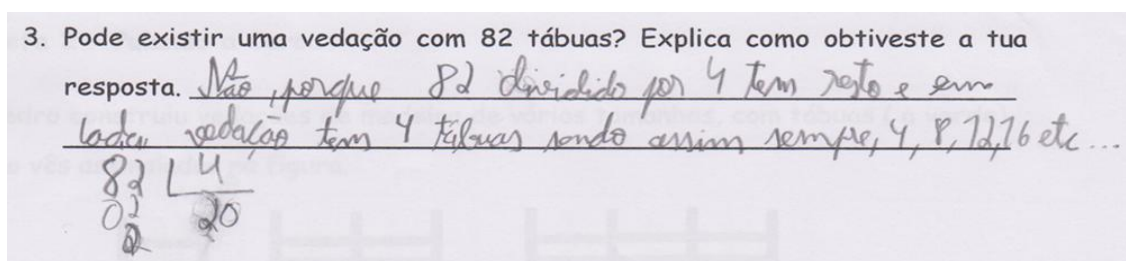 3. Pode existir uma vedação com 82 tábuas? Explica como obtiveste a tua
resposta. Não, porque 82 dividido por 4 tem resto e em
cada vedação têm 4 tábuas sendo assim sempre, 4, 8, 12, 16 etc...
82 4
02 20
2